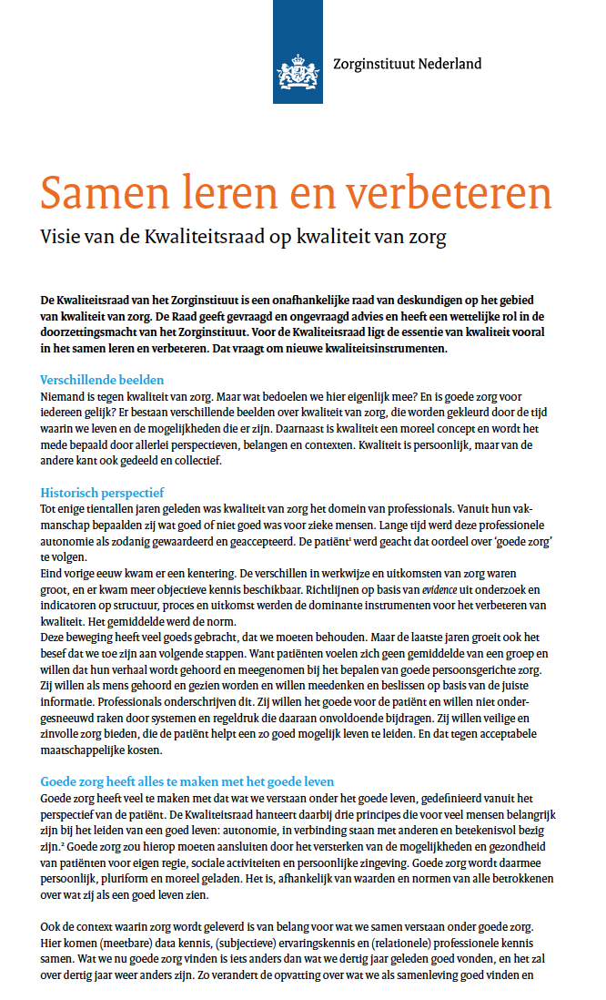 Zorginstituut Nederland
Samen leren en verbeteren
Visie van de Kwaliteitsraad op kwaliteit van zorg
De Kwaliteitsraad van het Zorginstituut is een onafhankelijke raad van deskundigen op het gebied
van kwaliteit van zorg. De Raad geeft gevraagd en ongevraagd advies en heeft een wettelijke rol in de
doorzettingsmacht van het Zorginstituut. Voor de Kwaliteitsraad ligt de essentie van kwaliteit vooral
in het samen leren en verbeteren. Dat vraagt om nieuwe kwaliteitsinstrumenten.
Verschillende beelden
Niemand is tegen kwaliteit van zorg. Maar wat bedoelen we hier eigenlijk mee? En is goede zorg voor
iedereen gelijk? Er bestaan verschillende beelden over kwaliteit van zorg, die worden gekleurd door de tijd
waarin we leven en de mogelijkheden die er zijn. Daarnaast is kwaliteit een moreel concept en wordt het
mede bepaald door allerlei perspectieven, belangen en contexten. Kwaliteit is persoonlijk, maar van de
andere kant ook gedeeld en collectief.
Historisch perspectief
Tot enige tientallen jaren geleden was kwaliteit van zorg het domein van professionals. Vanuit hun vak-
manschap bepaalden zij wat goed of niet goed was voor zieke mensen. Lange tijd werd deze professionele
autonomie als zodanig gewaardeerd en geaccepteerd. De patiënt¹ werd geacht dat oordeel over ‘goede zorg’
te volgen.
Eind vorige eeuw kwam er een kentering. De verschillen in werkwijze en uitkomsten van zorg waren
groot, en er kwam meer objectieve kennis beschikbaar. Richtlijnen op basis van evidence uit onderzoek en
indicatoren op structuur, proces en uitkomst werden de dominante instrumenten voor het verbeteren van
kwaliteit. Het gemiddelde werd de norm.
Deze beweging heeft veel goeds gebracht, dat we moeten behouden. Maar de laatste jaren groeit ook het
besef dat we toe zijn aan volgende stappen. Want patiënten voelen zich geen gemiddelde van een groep en
willen dat hun verhaal wordt gehoord en meegenomen bij het bepalen van goede persoonsgerichte zorg.
Zij willen als mens gehoord en gezien worden en willen meedenken en beslissen op basis van de juiste
informatie. Professionals onderschrijven dit. Zij willen het goede voor de patiënt en willen niet onder-
gesneeuwd raken door systemen en regeldruk die daaraan onvoldoende bijdragen. Zij willen veilige en
zinvolle zorg bieden, die de patiënt helpt een zo goed mogelijk leven te leiden. En dat tegen acceptabele
maatschappelijke kosten.
Goede zorg heeft alles te maken met het goede leven
Goede zorg heeft veel te maken met dat wat we verstaan onder het goede leven, gedefinieerd vanuit het
perspectief van de patiënt. De Kwaliteitsraad hanteert daarbij drie principes die voor veel mensen belangrijk
zijn bij het leiden van een goed leven: autonomie, in verbinding staan met anderen en betekenisvol bezig
zijn.² Goede zorg zou hierop moeten aansluiten door het versterken van de mogelijkheden en gezondheid
van patiënten voor eigen regie, sociale activiteiten en persoonlijke zingeving. Goede zorg wordt daarmee
persoonlijk, pluriform en moreel geladen. Het is, afhankelijk van waarden en normen van alle betrokkenen
over wat zij als een goed leven zien.
Ook de context waarin zorg wordt geleverd is van belang voor wat we samen verstaan onder goede zorg.
Hier komen (meetbare) data kennis, (subjectieve) ervaringskennis en (relationele) professionele kennis
samen. Wat we nu goede zorg vinden is iets anders dan wat we dertig jaar geleden goed vonden, en het zal
over dertig jaar weer anders zijn. Zo verandert de opvatting over wat we als samenleving goed vinden en